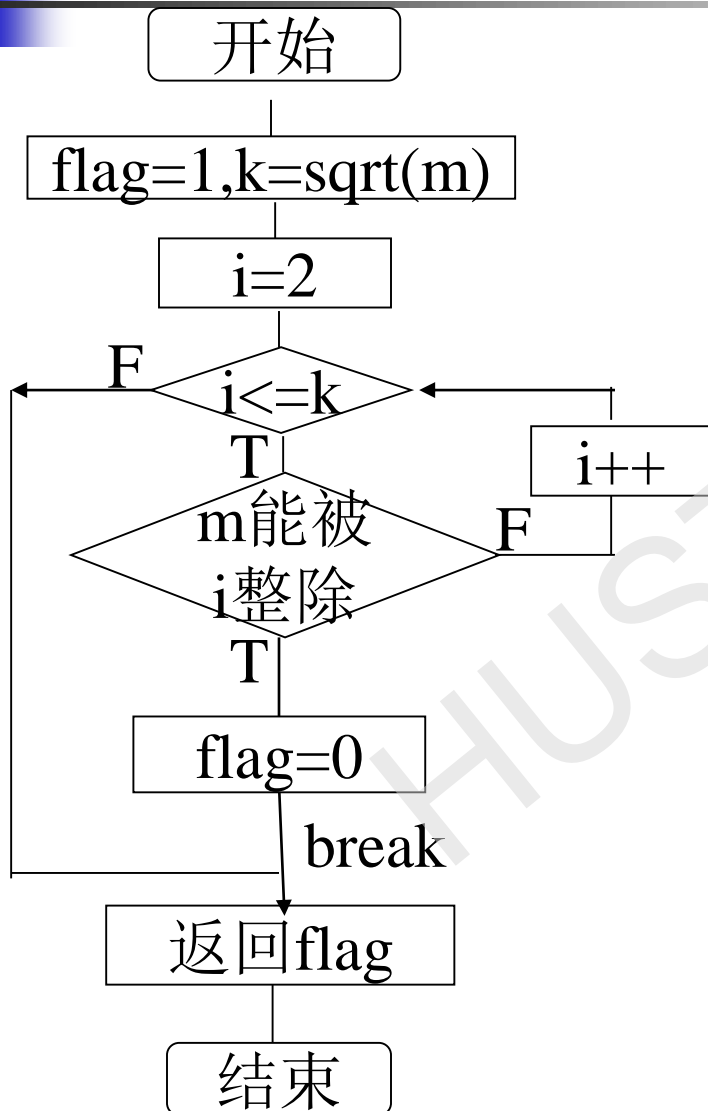 开始
flag=1,k=sqrt(m)
i=2
F
i<=k
T
i++
m能被
i整除
F
T
flag=0
break
返回flag
结束
HUS